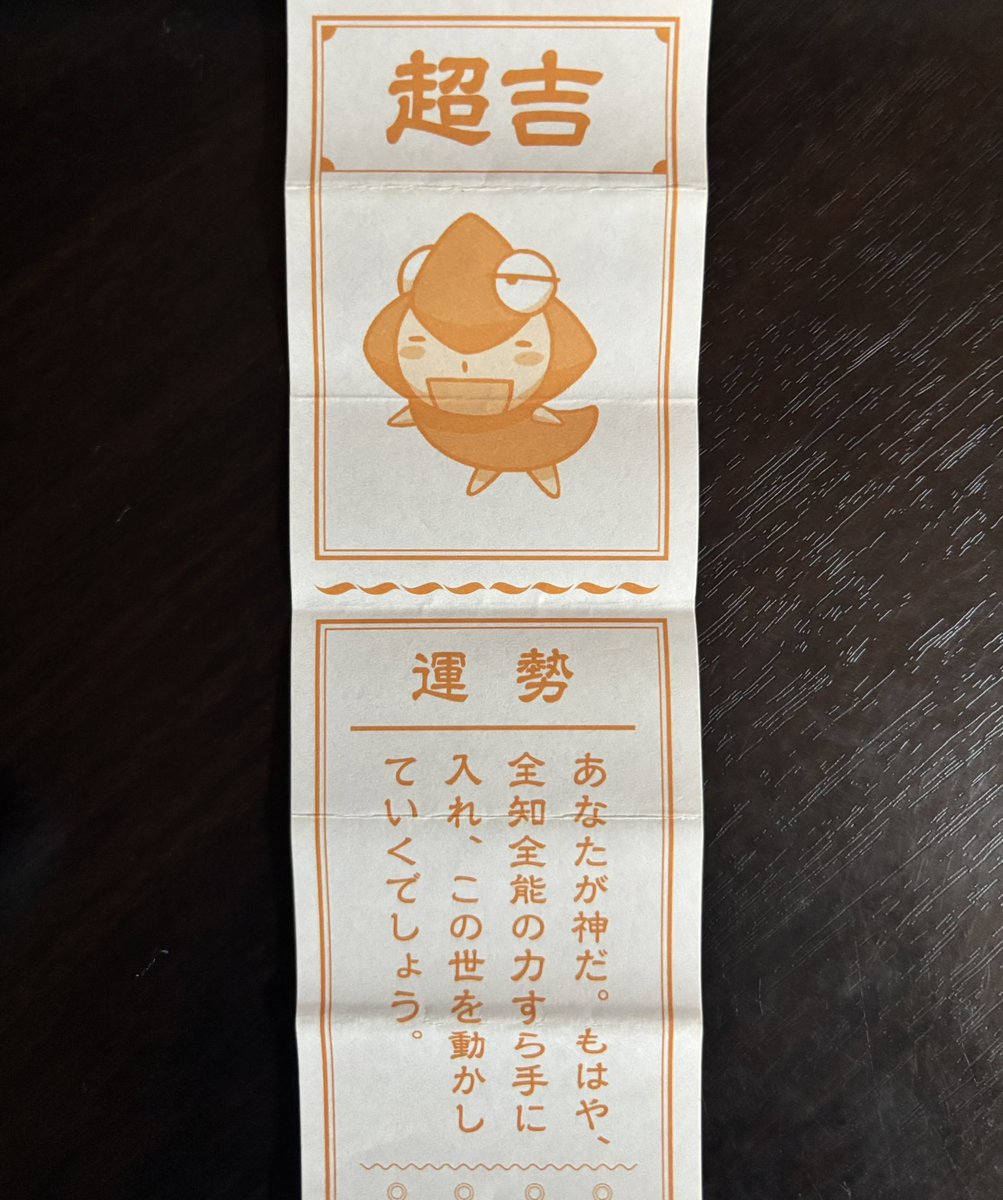 超吉
運勢
あなたが神だ。もはや、
全知全能の力すら手に
入れ、この世を動かし
ていくでしょう。